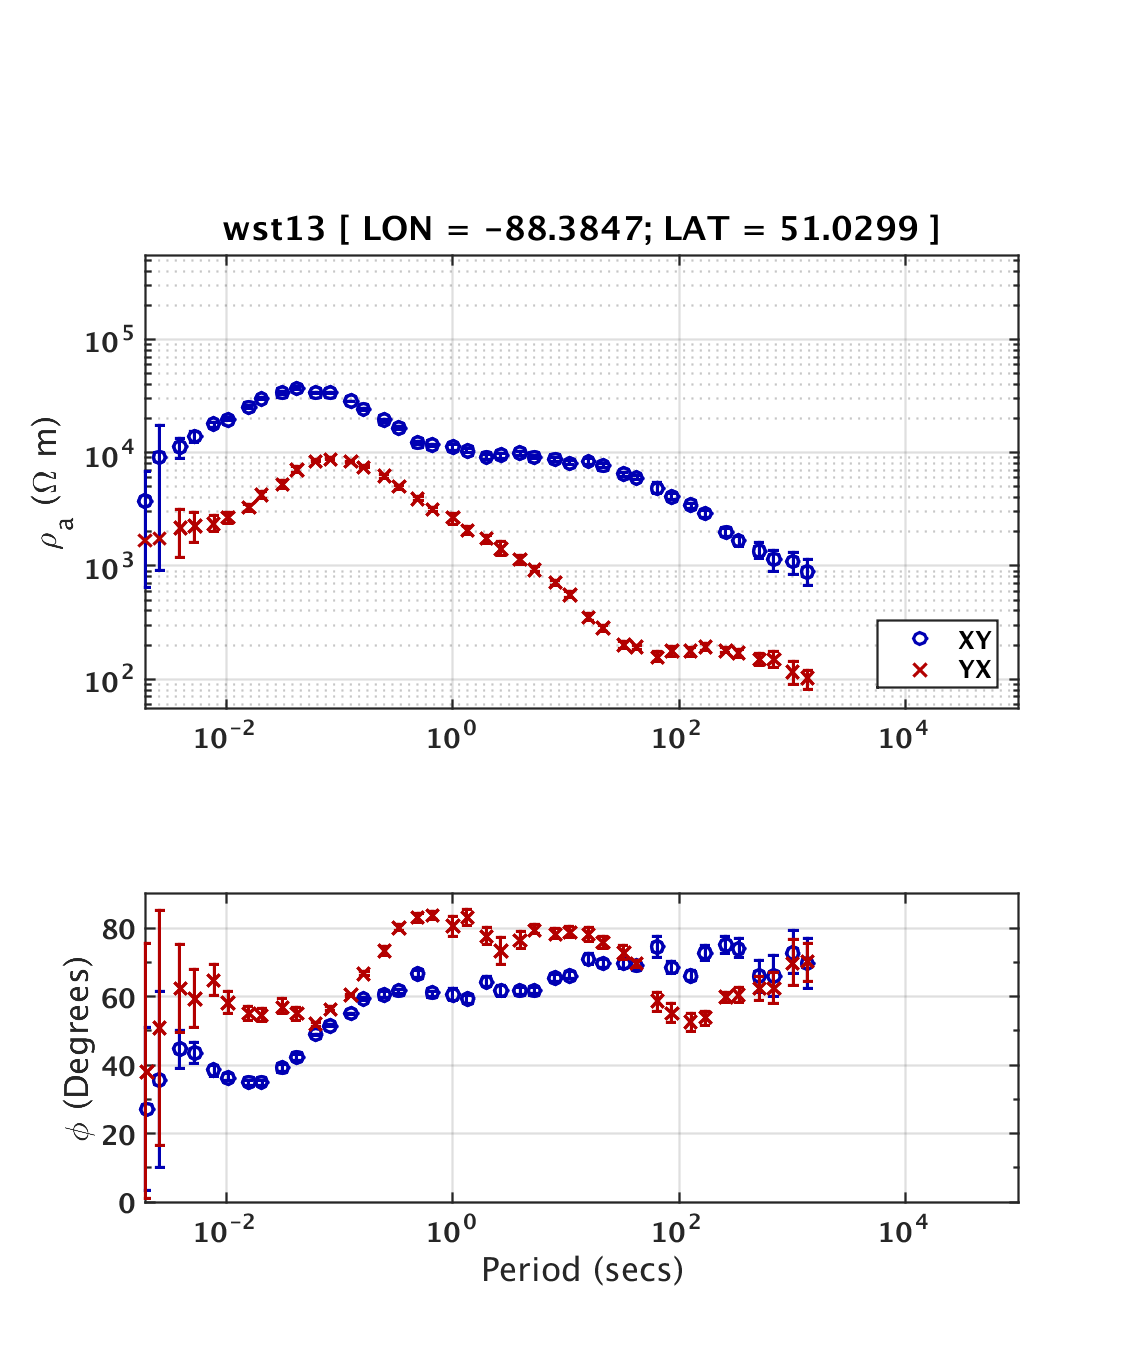 wst13 [ LON = -88.3847; LAT = 51.0299 ]
10^5
10^4
10^3
10^2
ρ_a (Ω m)
XY
YX
10^-2 10^0 10^2 10^4
80
60
40
20
0
ϕ (Degrees)
10^-2 10^0 10^2 10^4
Period (secs)